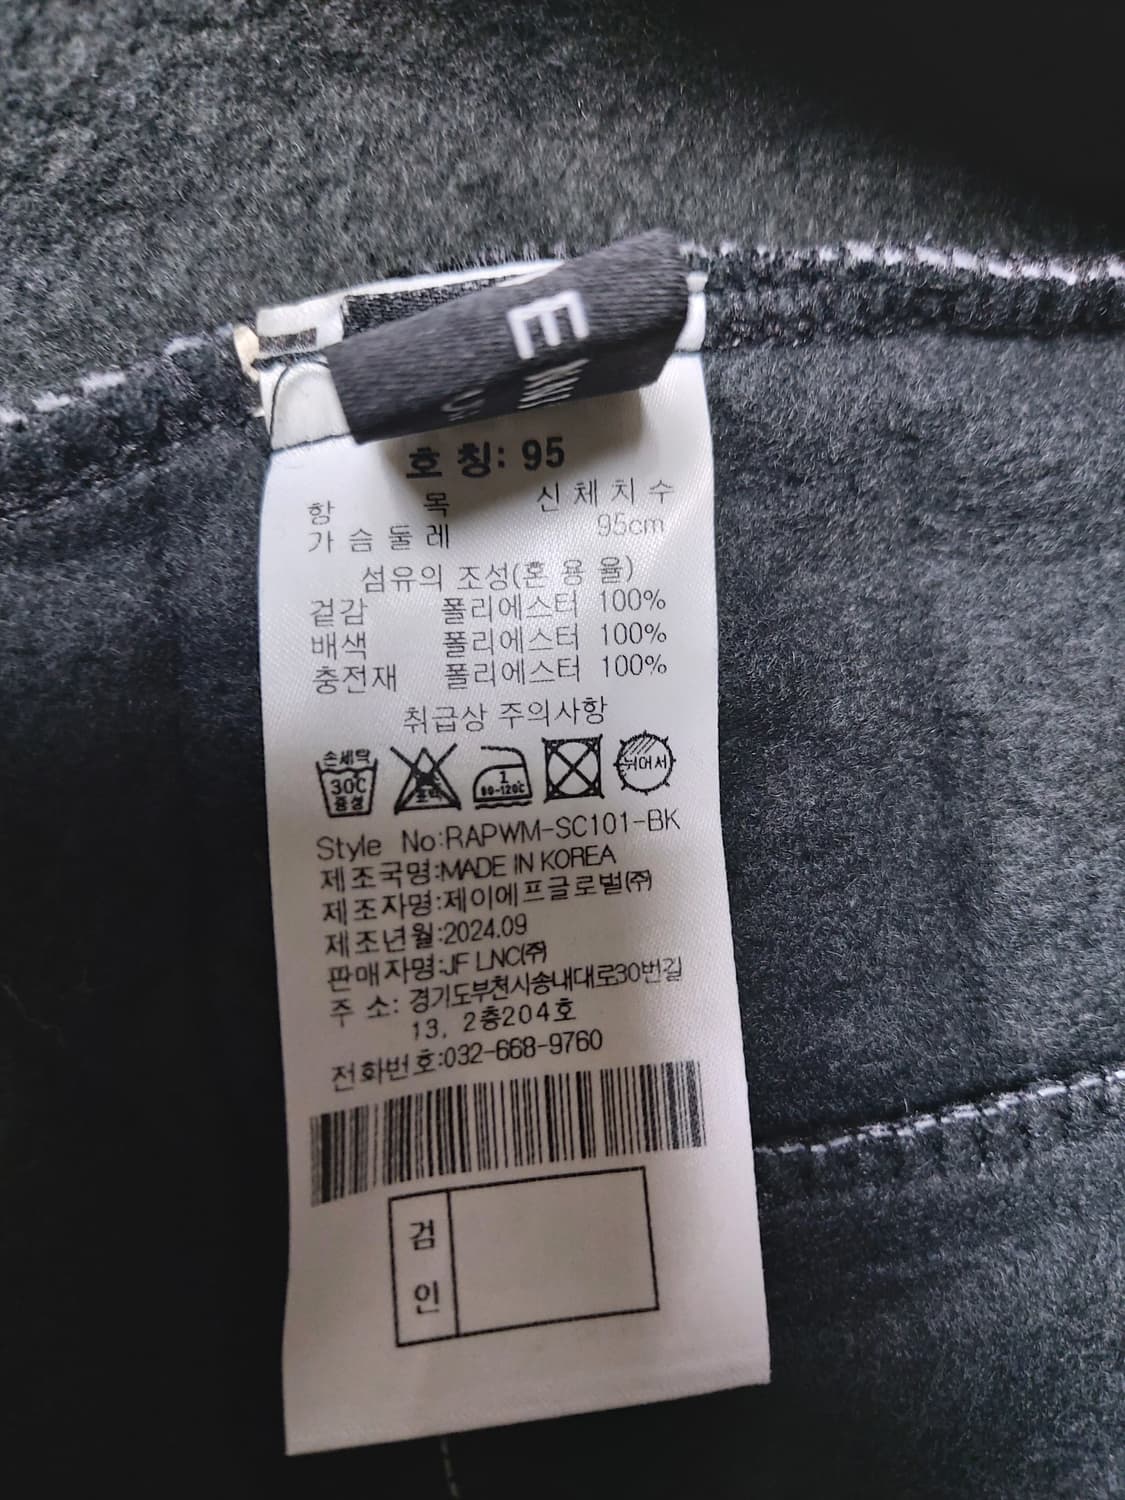 E
호 칭: 95
항 목 신 체 치 수
가 슴 둘 레 95cm
섬유의 조성(혼 용 율)
겉감 폴리에스터 100%
배색 폴리에스터 100%
충전재 폴리에스터 100%
취급상 주의사항
손세탁 30℃ 중성 80-120℃ 뉘어서
Style No:RAPWM-SC101-BK
제조국명:MADE IN KOREA
제조자명:제이에프글로벌㈜
제조년월:2024.09
판매자명:JF LNC㈜
주 소: 경기도부천시송내대로30번길
13, 2층204호
전화번호:032-668-9760
검
인